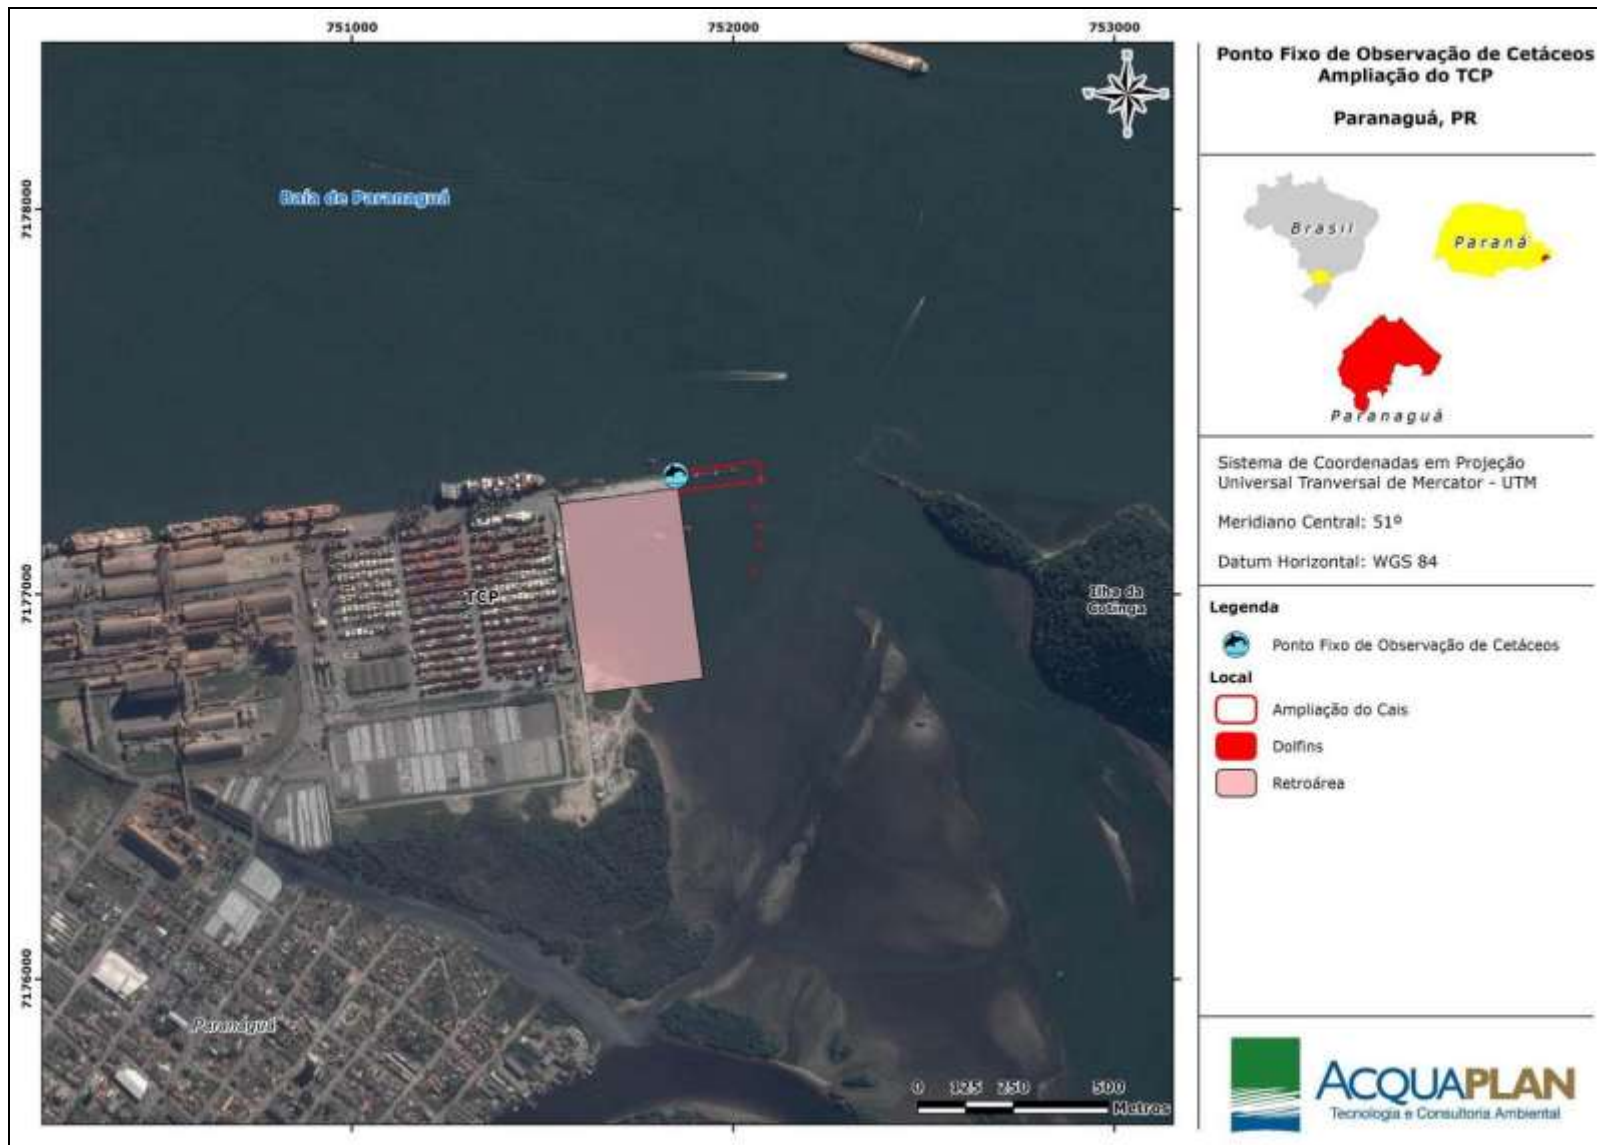 751000
752000
753000
7178000
7177000
7176000
Baía de Paranaguá
TCP
Ilha da
Cotinga
Paranaguá
0 125 250 500
Metros
Ponto Fixo de Observação de Cetáceos
Ampliação do TCP
Paranaguá, PR
Brasil
Paraná
Paranaguá
Sistema de Coordenadas em Projeção
Universal Tranversal de Mercator - UTM
Meridiano Central: 51º
Datum Horizontal: WGS 84
Legenda
Ponto Fixo de Observação de Cetáceos
Local
Ampliação do Cais
Dolfins
Retroárea
ACQUAPLAN
Tecnologia e Consultoria Ambiental